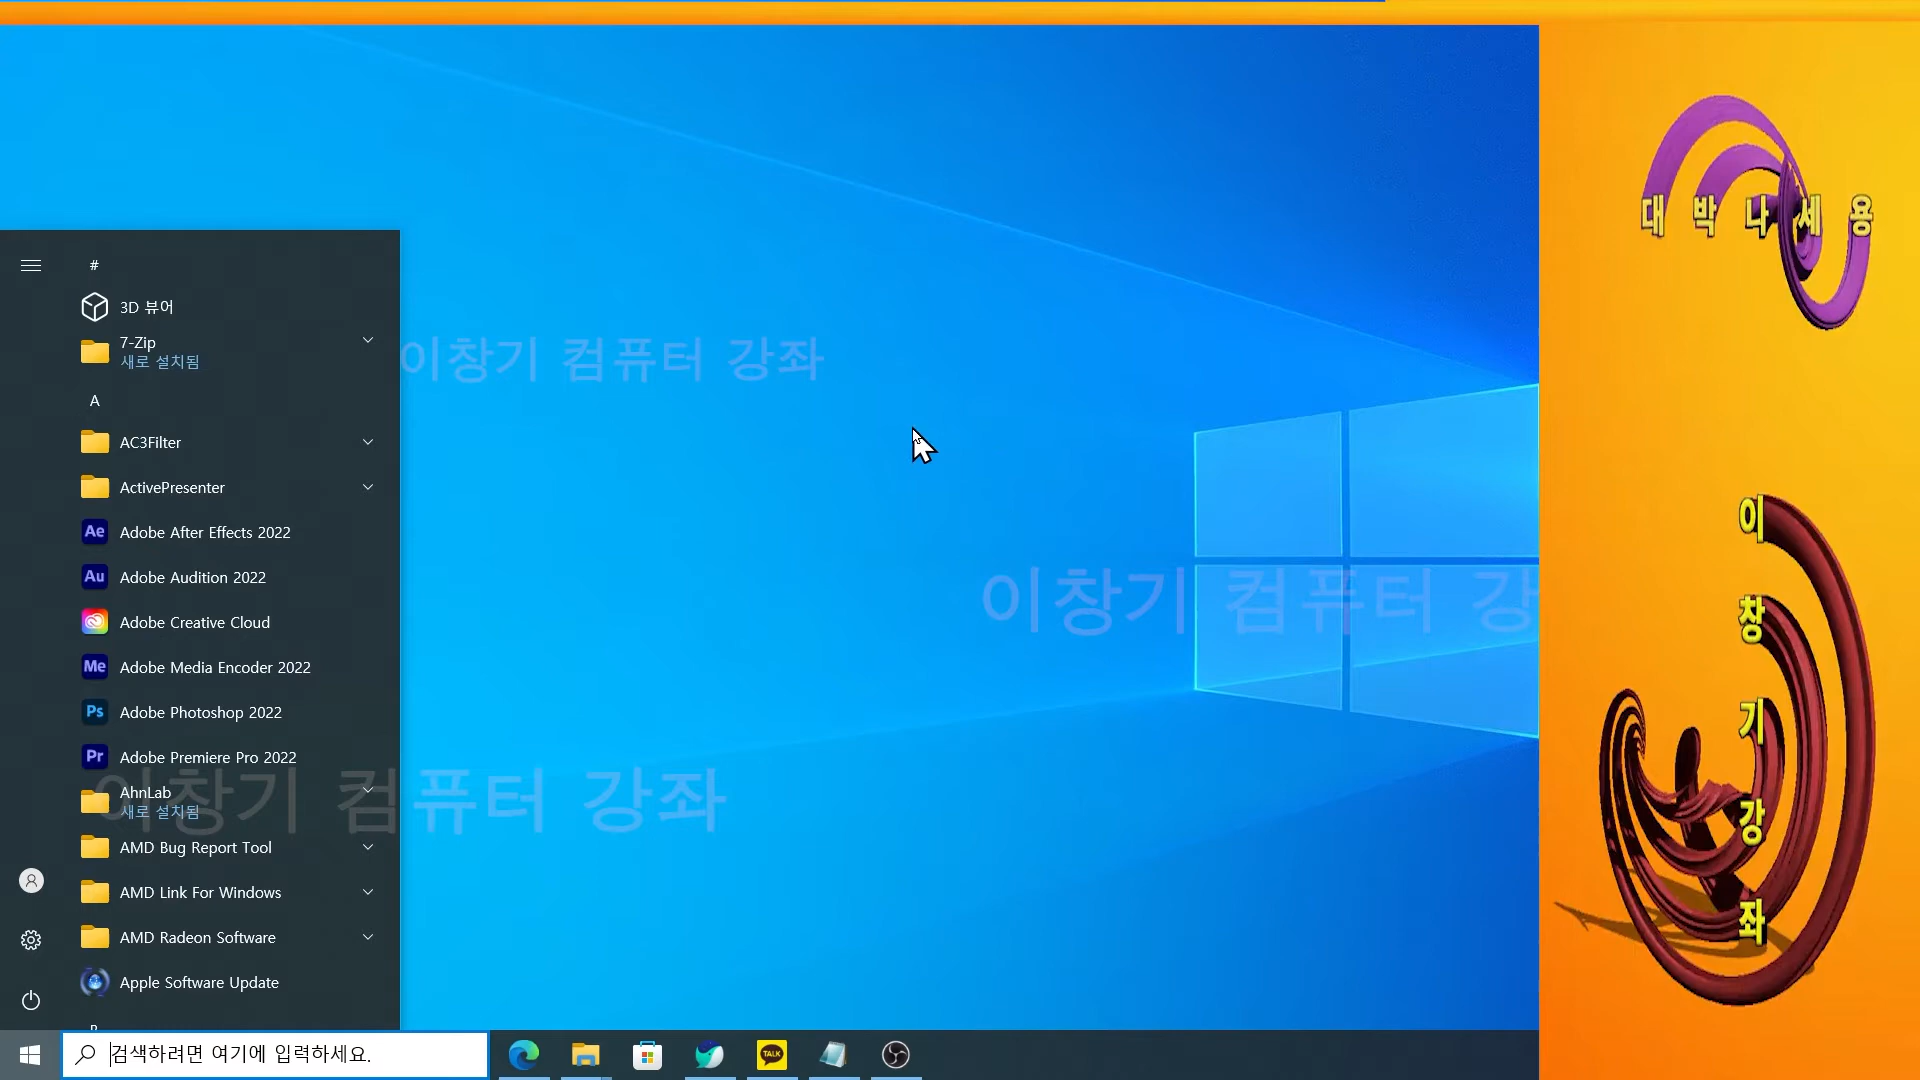 #
3D 뷰어
7-Zip
새로 설치됨
A
AC3Filter
ActivePresenter
Ae Adobe After Effects 2022
Au Adobe Audition 2022
Adobe Creative Cloud
Me Adobe Media Encoder 2022
Ps Adobe Photoshop 2022
Pr Adobe Premiere Pro 2022
AhnLab
새로 설치됨
AMD Bug Report Tool
AMD Link For Windows
AMD Radeon Software
Apple Software Update
검색하려면 여기에 입력하세요.
TALK
이창기 컴퓨터 강좌
이창기 컴퓨터 강
이창기 컴퓨터 강좌
대 박 나 세 용
이
창
기
강
좌